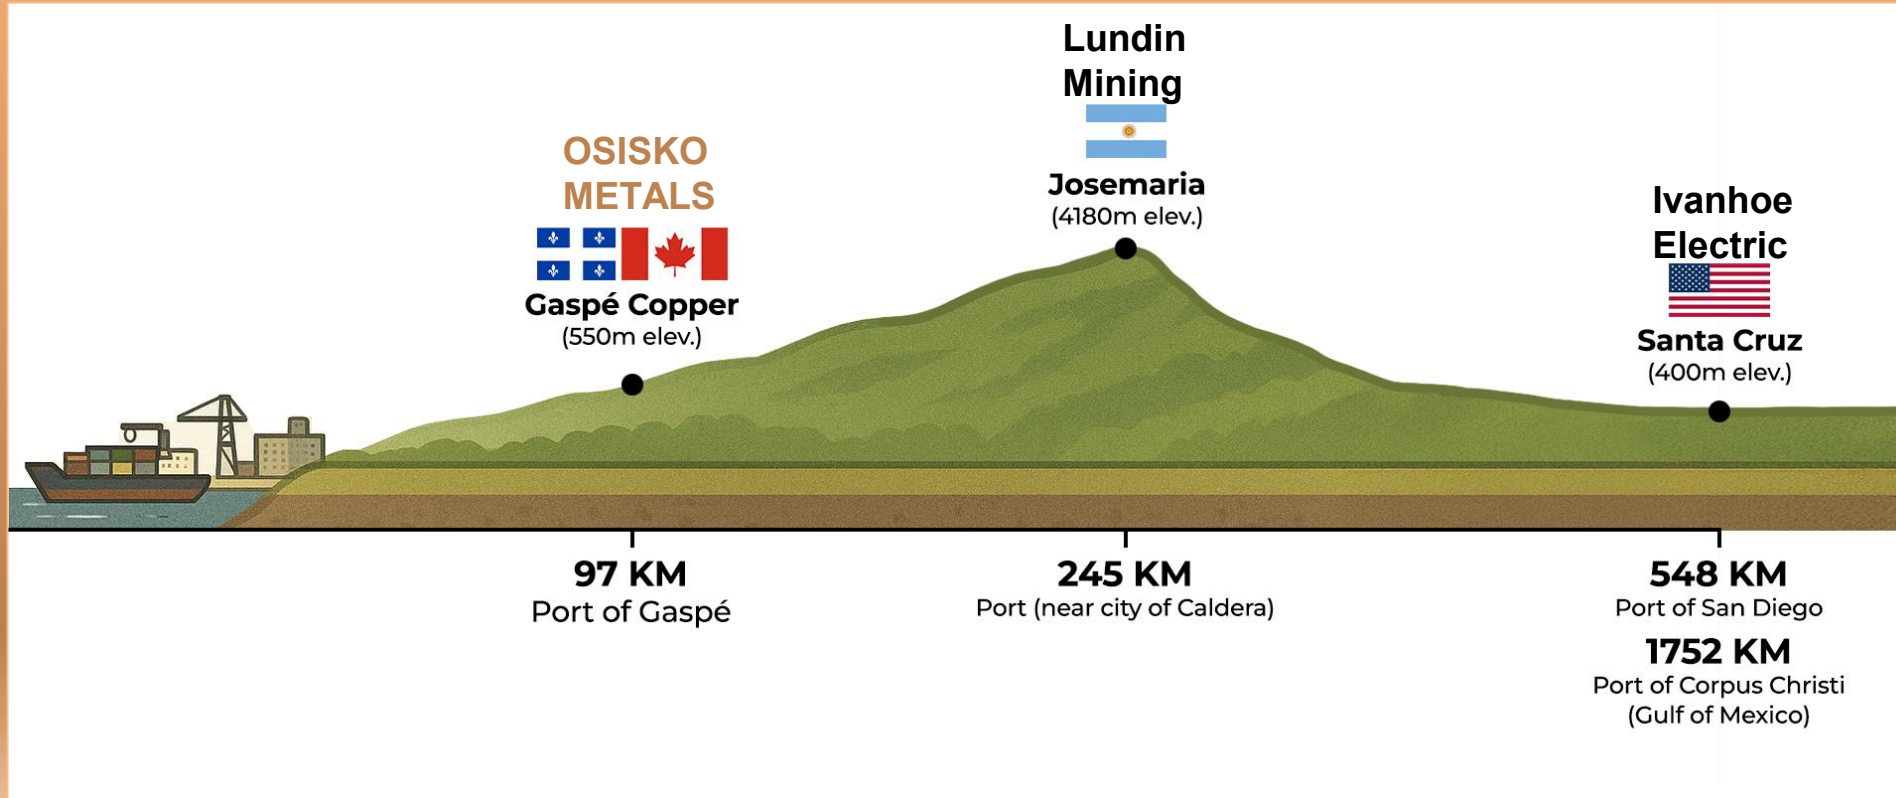 OSISKO
METALS
Gaspé Copper
(550m elev.)
Lundin
Mining
Josemaria
(4180m elev.)
Ivanhoe
Electric
Santa Cruz
(400m elev.)
97 KM
Port of Gaspé
245 KM
Port (near city of Caldera)
548 KM
Port of San Diego
1752 KM
Port of Corpus Christi
(Gulf of Mexico)